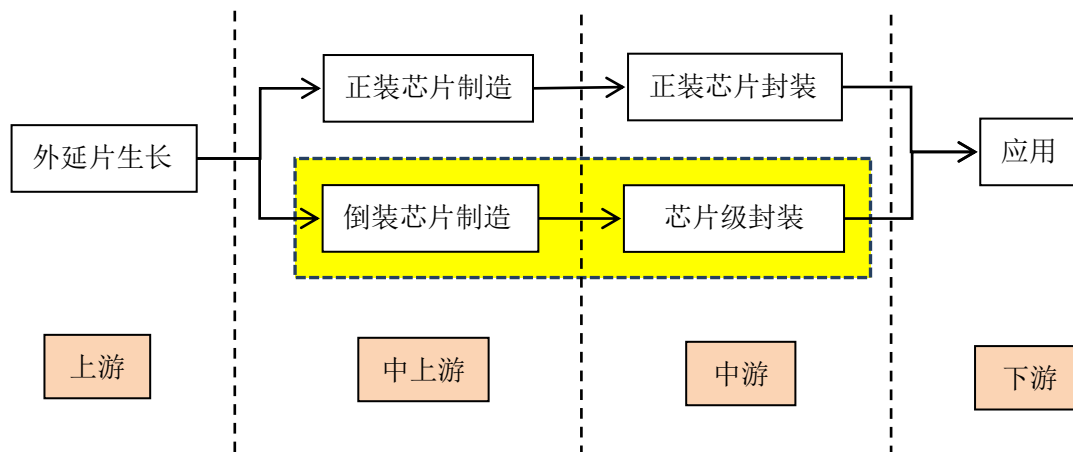 正装芯片制造
正装芯片封装
外延片生长
应用
倒装芯片制造
芯片级封装
上游
中上游
中游
下游